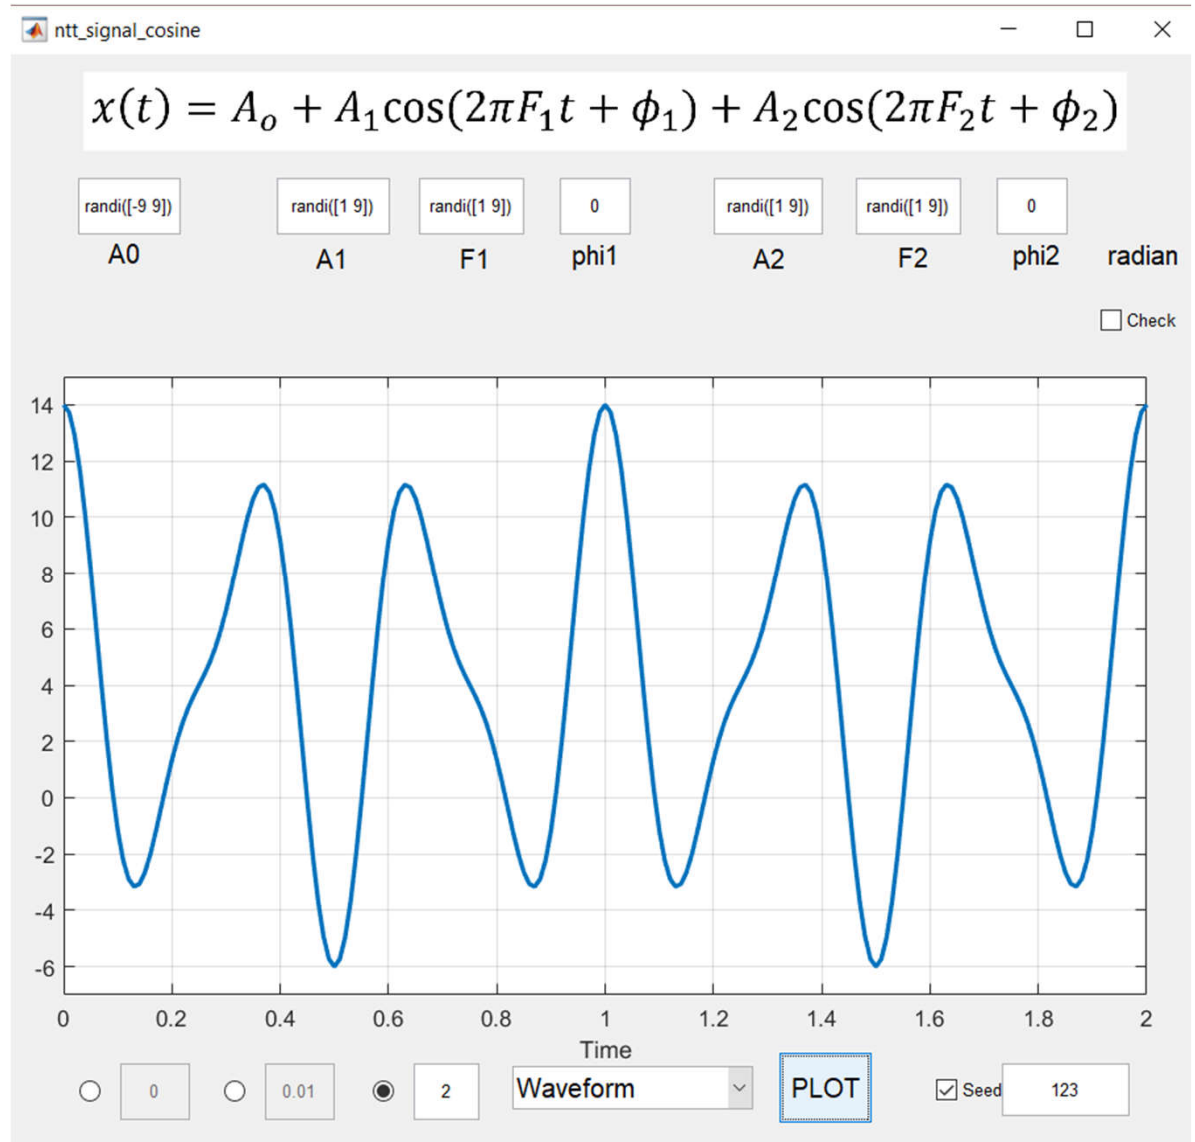 ntt_signal_cosine
x(t) = A_o + A_1cos(2πF_1t + ϕ_1) + A_2cos(2πF_2t + ϕ_2)
randi([-9 9]) randi([1 9]) randi([1 9]) 0 randi([1 9]) randi([1 9]) 0
A0 A1 F1 phi1 A2 F2 phi2 radian
Check
14
12
10
8
6
4
2
0
-2
-4
-6
0 0.2 0.4 0.6 0.8 1 1.2 1.4 1.6 1.8 2
Time
0 0.01 2 Waveform PLOT Seed 123